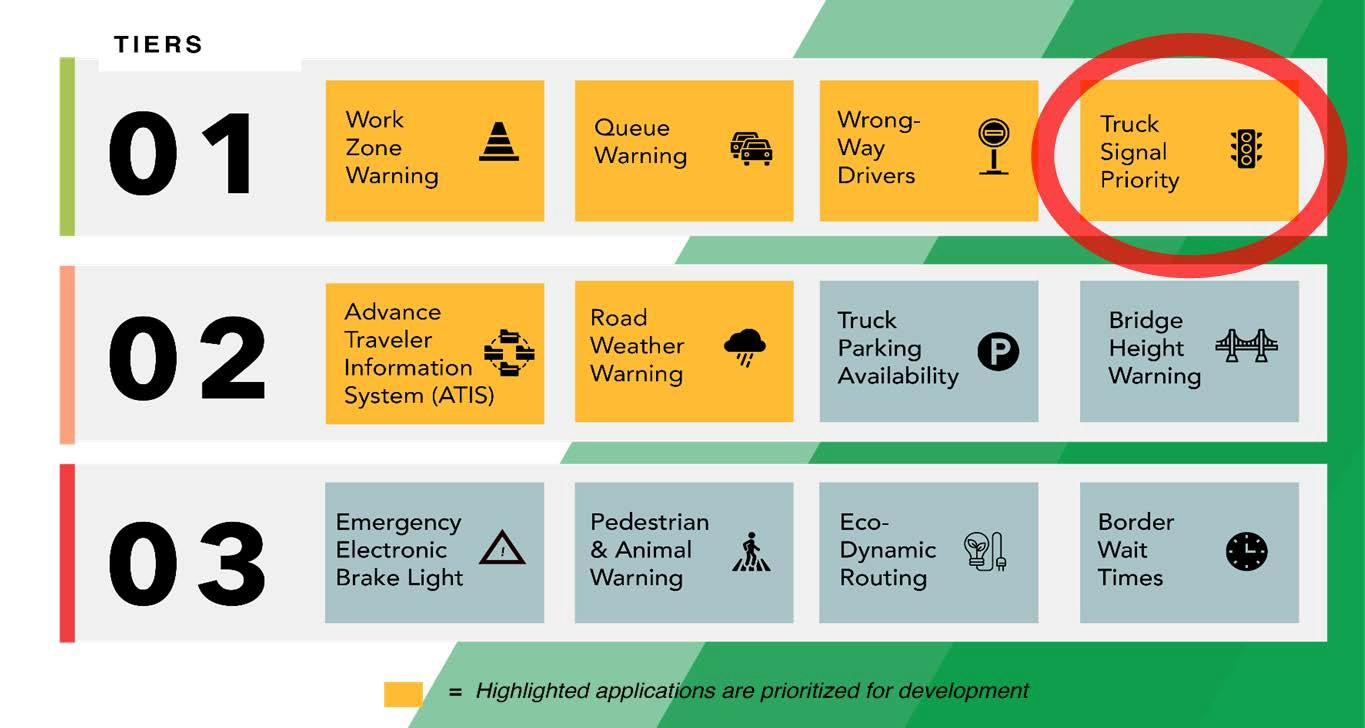 TIERS
01
Work
Zone
Warning
Queue
Warning
Wrong-
Way
Drivers
Truck
Signal
Priority
02
Advance
Traveler
Information
System (ATIS)
Road
Weather
Warning
Truck
Parking
Availability
P
Bridge
Height
Warning
03
Emergency
Electronic
Brake Light
!
Pedestrian
& Animal
Warning
Eco-
Dynamic
Routing
Border
Wait
Times
= Highlighted applications are prioritized for development